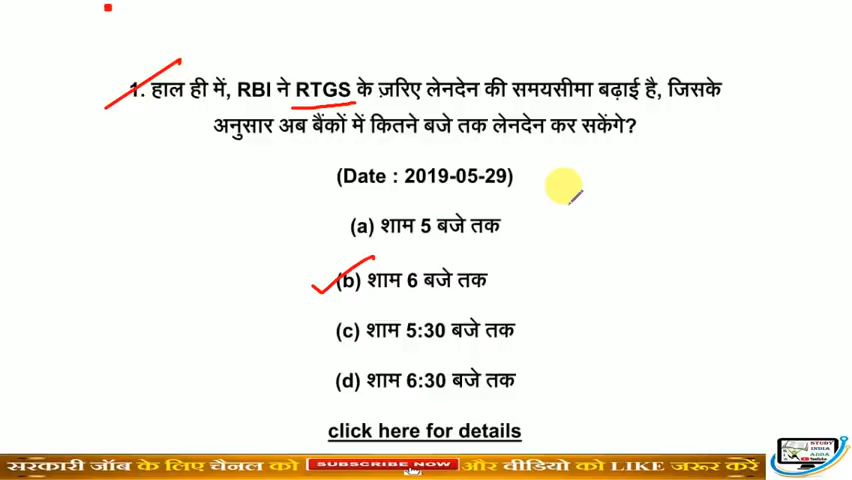 1. हाल ही में, RBI ने RTGS के ज़रिए लेनदेन की समयसीमा बढ़ाई है, जिसके
अनुसार अब बैंकों में कितने बजे तक लेनदेन कर सकेंगे?
(Date : 2019-05-29)
(a) शाम 5 बजे तक
(b) शाम 6 बजे तक
(c) शाम 5:30 बजे तक
(d) शाम 6:30 बजे तक
click here for details
सरकारी जॉब के लिए चैनल को SUBSCRIBE NOW और वीडियो को LIKE जरूर करें
STUDY
INDIA
ADDA
YouTube